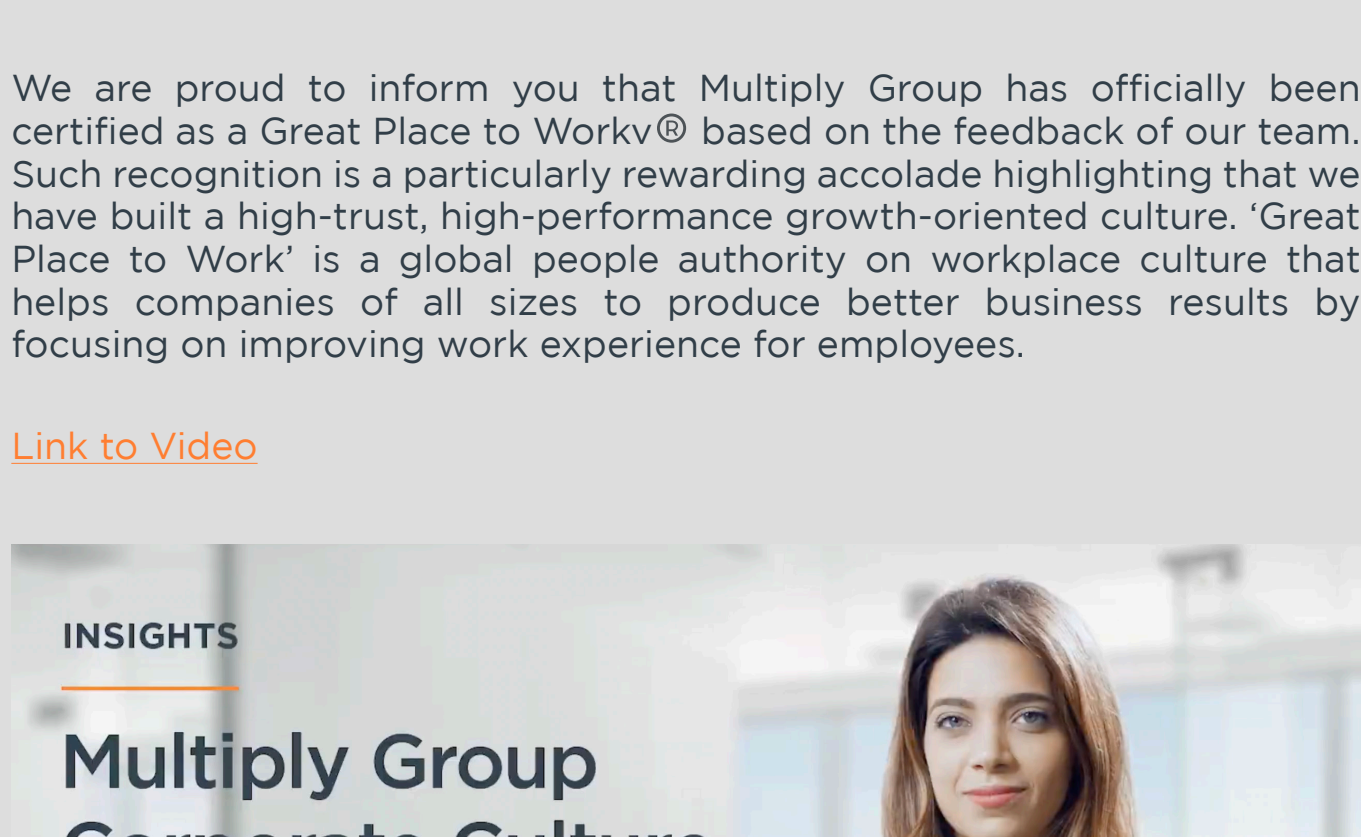 We are proud to inform you that Multiply Group has officially been
certified as a Great Place to Workv® based on the feedback of our team.
Such recognition is a particularly rewarding accolade highlighting that we
have built a high-trust, high-performance growth-oriented culture. ‘Great
Place to Work’ is a global people authority on workplace culture that
helps companies of all sizes to produce better business results by
focusing on improving work experience for employees.
Link to Video
INSIGHTS
Multiply Group
Corporate Culture